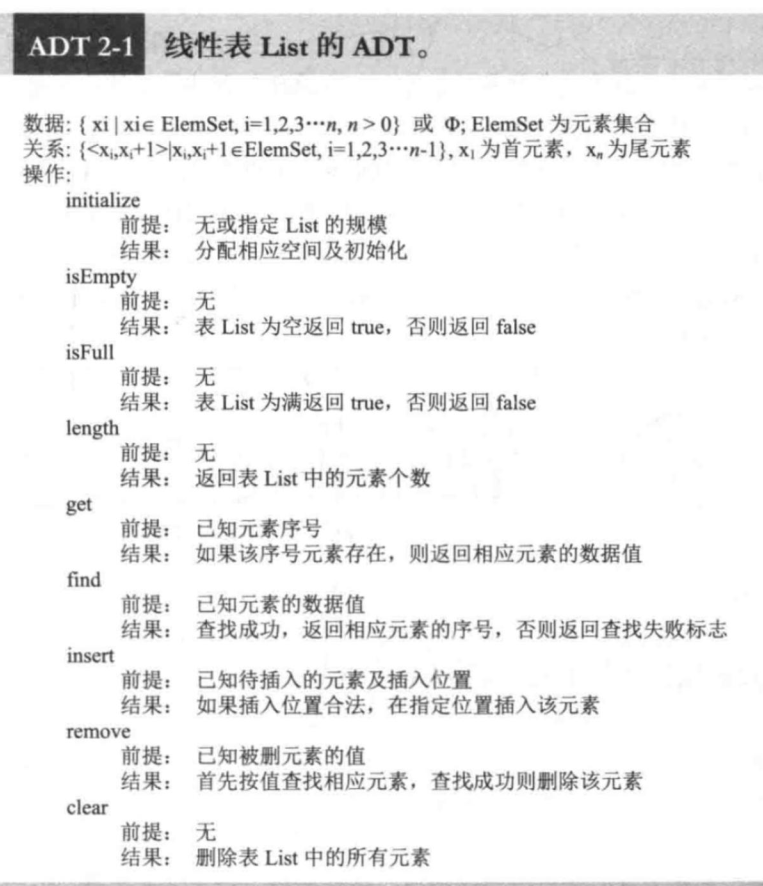 ADT 2-1 线性表 List 的 ADT。
数据: { xi | xi∈ ElemSet, i=1,2,3···n, n > 0} 或 Φ; ElemSet 为元素集合
关系: {<xᵢ,xᵢ+1>|xᵢ,xᵢ+1∈ElemSet, i=1,2,3···n-1}, x₁为首元素，xₙ为尾元素
操作:
initialize
前提： 无或指定 List 的规模
结果： 分配相应空间及初始化
isEmpty
前提： 无
结果： 表 List 为空返回 true，否则返回 false
isFull
前提： 无
结果： 表 List 为满返回 true，否则返回 false
length
前提： 无
结果： 返回表 List 中的元素个数
get
前提： 已知元素序号
结果： 如果该序号元素存在，则返回相应元素的数据值
find
前提： 已知元素的数据值
结果： 查找成功，返回相应元素的序号，否则返回查找失败标志
insert
前提： 已知待插入的元素及插入位置
结果： 如果插入位置合法，在指定位置插入该元素
remove
前提： 已知被删元素的值
结果： 首先按值查找相应元素，查找成功则删除该元素
clear
前提： 无
结果： 删除表 List 中的所有元素